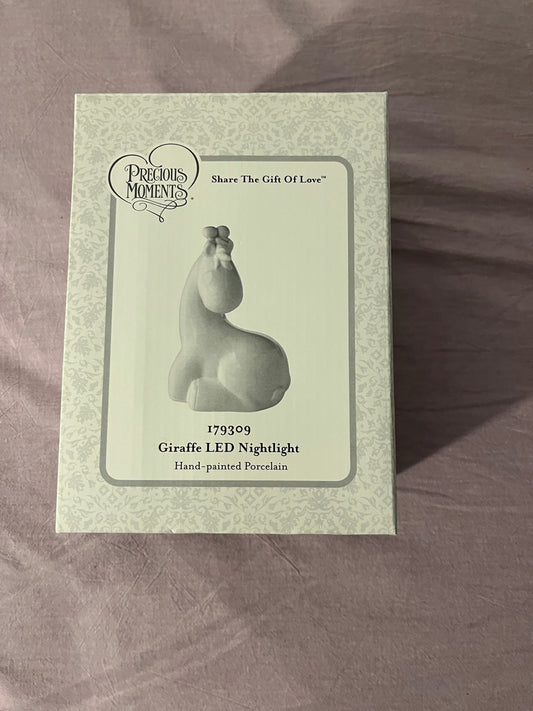 PRECIOUS
MOMENTS®
Share The Gift Of Love™
179309
Giraffe LED Nightlight
Hand-painted Porcelain